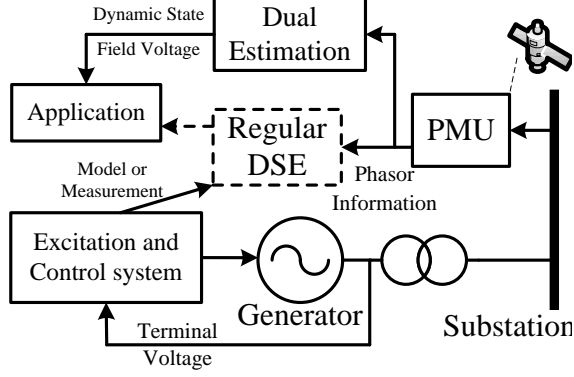 Dynamic State
Field Voltage
Dual
Estimation
Application
Regular
DSE
PMU
Model or
Measurement
Phasor
Information
Excitation and
Control system
Generator
Terminal
Voltage
Substation